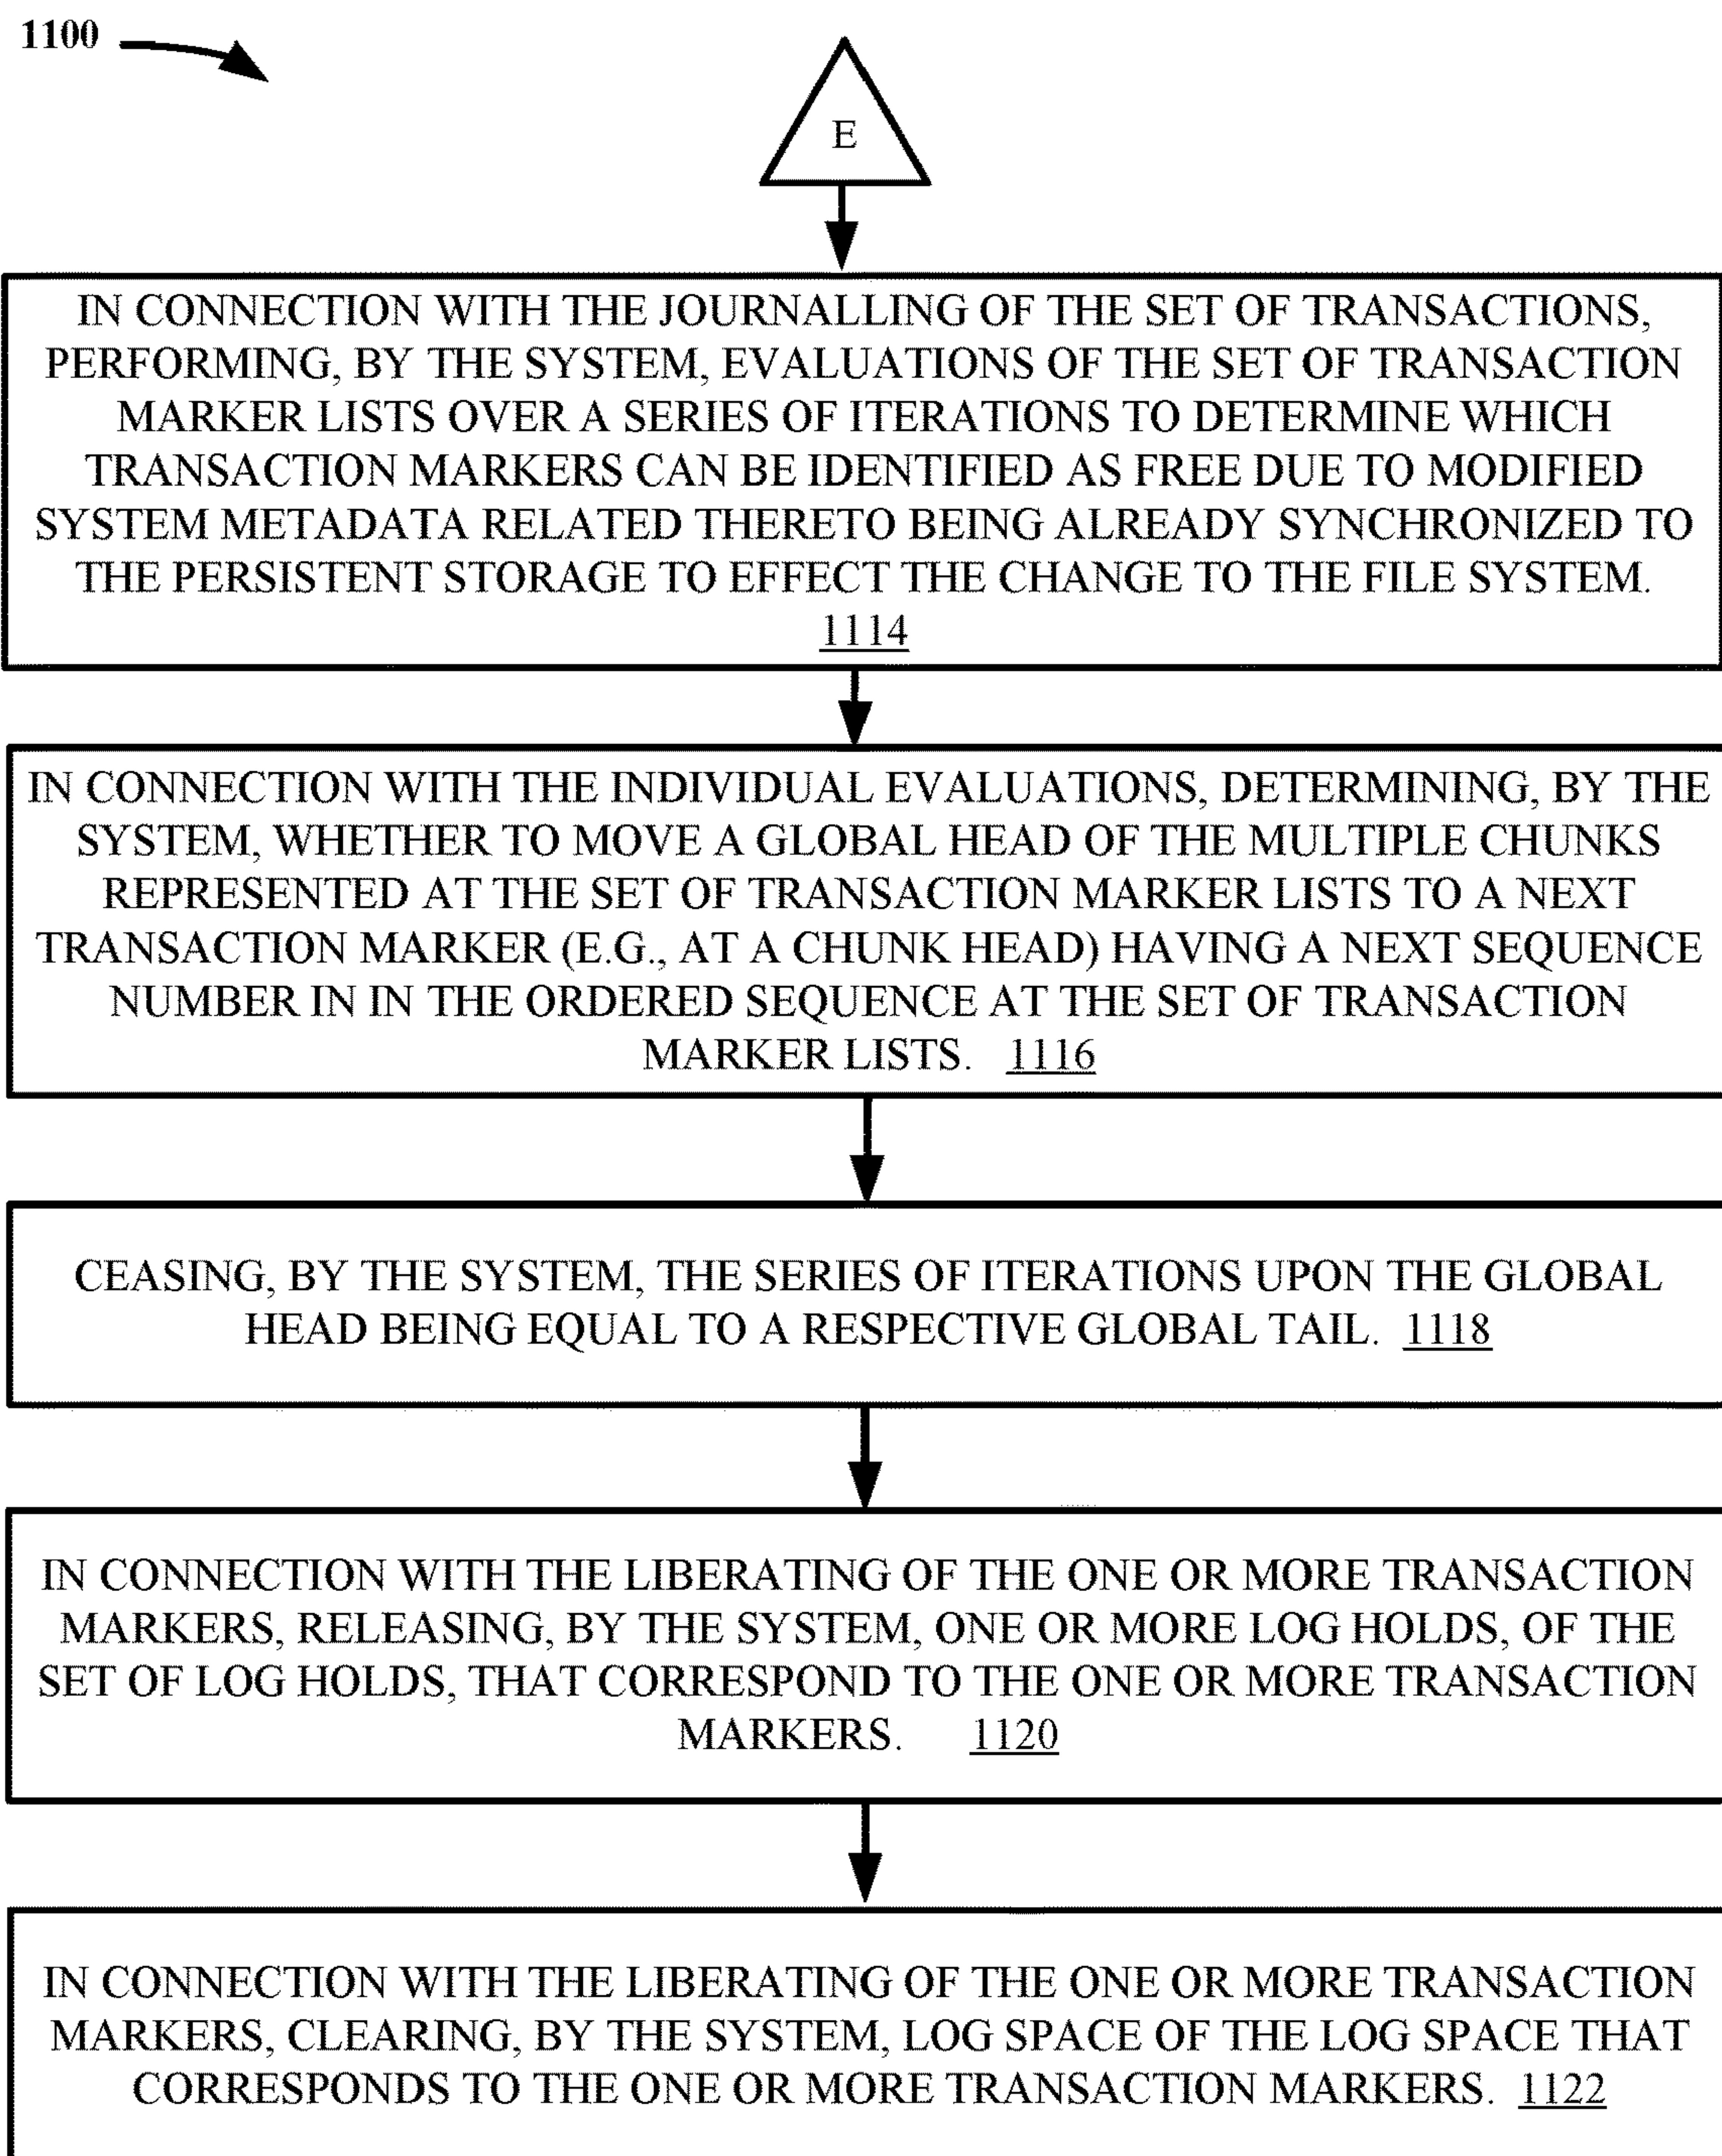 1100
E
IN CONNECTION WITH THE JOURNALLING OF THE SET OF TRANSACTIONS,
PERFORMING, BY THE SYSTEM, EVALUATIONS OF THE SET OF TRANSACTION
MARKER LISTS OVER A SERIES OF ITERATIONS TO DETERMINE WHICH
TRANSACTION MARKERS CAN BE IDENTIFIED AS FREE DUE TO MODIFIED
SYSTEM METADATA RELATED THERETO BEING ALREADY SYNCHRONIZED TO
THE PERSISTENT STORAGE TO EFFECT THE CHANGE TO THE FILE SYSTEM.
1114
IN CONNECTION WITH THE INDIVIDUAL EVALUATIONS, DETERMINING, BY THE
SYSTEM, WHETHER TO MOVE A GLOBAL HEAD OF THE MULTIPLE CHUNKS
REPRESENTED AT THE SET OF TRANSACTION MARKER LISTS TO A NEXT
TRANSACTION MARKER (E.G., AT A CHUNK HEAD) HAVING A NEXT SEQUENCE
NUMBER IN IN THE ORDERED SEQUENCE AT THE SET OF TRANSACTION
MARKER LISTS. 1116
CEASING, BY THE SYSTEM, THE SERIES OF ITERATIONS UPON THE GLOBAL
HEAD BEING EQUAL TO A RESPECTIVE GLOBAL TAIL. 1118
IN CONNECTION WITH THE LIBERATING OF THE ONE OR MORE TRANSACTION
MARKERS, RELEASING, BY THE SYSTEM, ONE OR MORE LOG HOLDS, OF THE
SET OF LOG HOLDS, THAT CORRESPOND TO THE ONE OR MORE TRANSACTION
MARKERS. 1120
IN CONNECTION WITH THE LIBERATING OF THE ONE OR MORE TRANSACTION
MARKERS, CLEARING, BY THE SYSTEM, LOG SPACE OF THE LOG SPACE THAT
CORRESPONDS TO THE ONE OR MORE TRANSACTION MARKERS. 1122